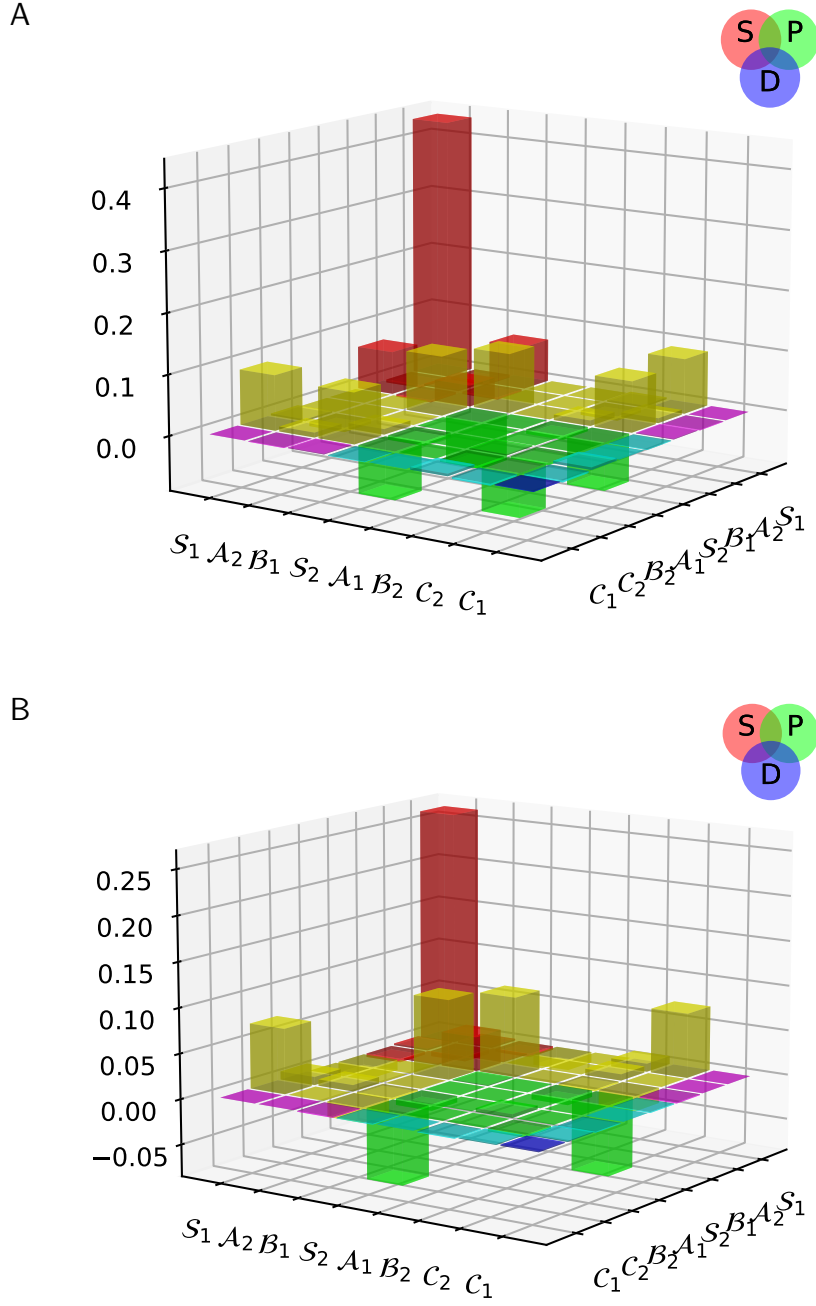 A
S P
D
0.4
0.3
0.2
0.1
0.0
𝒮₁ 𝒜₂ ℬ₁ 𝒮₂ 𝒜₁ ℬ₂ 𝒞₂ 𝒞₁
𝒞₁ 𝒞₂ ℬ₂ 𝒜₁ 𝒮₂ ℬ₁ 𝒜₂ 𝒮₁
B
S P
D
0.25
0.20
0.15
0.10
0.05
0.00
−0.05
𝒮₁ 𝒜₂ ℬ₁ 𝒮₂ 𝒜₁ ℬ₂ 𝒞₂ 𝒞₁
𝒞₁ 𝒞₂ ℬ₂ 𝒜₁ 𝒮₂ ℬ₁ 𝒜₂ 𝒮₁